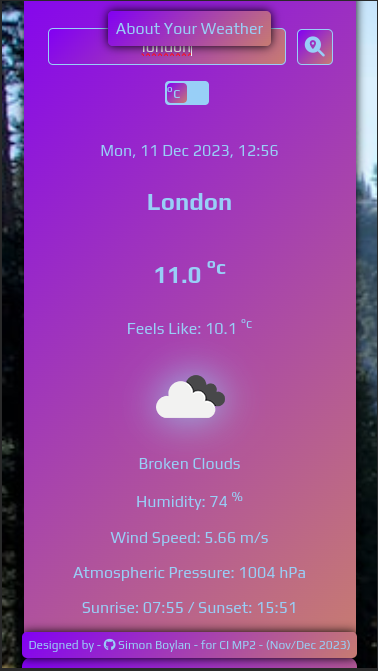 About Your Weather
london
°c
Mon, 11 Dec 2023, 12:56
London
11.0 °c
Feels Like: 10.1 °c
Broken Clouds
Humidity: 74 %
Wind Speed: 5.66 m/s
Atmospheric Pressure: 1004 hPa
Sunrise: 07:55 / Sunset: 15:51
Designed by - Simon Boylan - for CI MP2 - (Nov/Dec 2023)